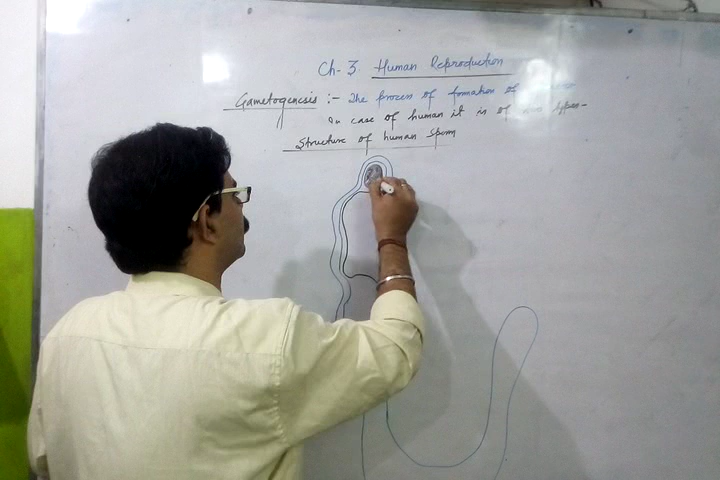 Ch- 3 Human Reproduction
Gametogenesis :- The process of formation of
In case of human it is of types-
Structure of human Sperm